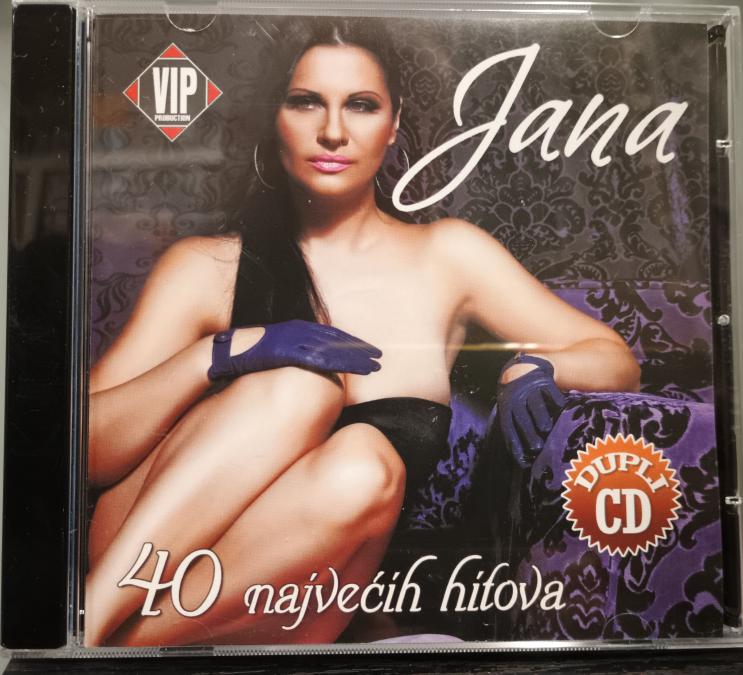 VIP
PRODUCTION
Jana
DUPLI
CD
40 najvećih hitova